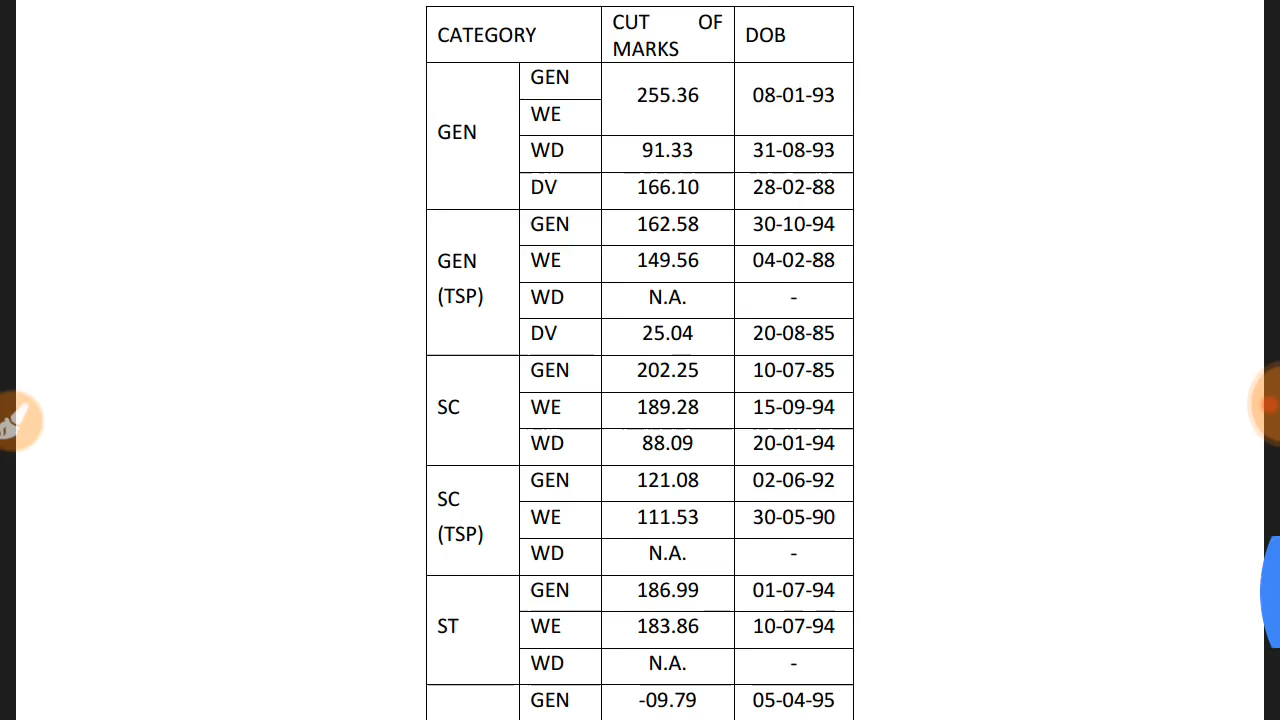 CATEGORY CUT OF MARKS DOB
GEN GEN 255.36 08-01-93
WE
WD 91.33 31-08-93
DV 166.10 28-02-88
GEN (TSP) GEN 162.58 30-10-94
WE 149.56 04-02-88
WD N.A. -
DV 25.04 20-08-85
SC GEN 202.25 10-07-85
WE 189.28 15-09-94
WD 88.09 20-01-94
SC (TSP) GEN 121.08 02-06-92
WE 111.53 30-05-90
WD N.A. -
ST GEN 186.99 01-07-94
WE 183.86 10-07-94
WD N.A. -
GEN -09.79 05-04-95